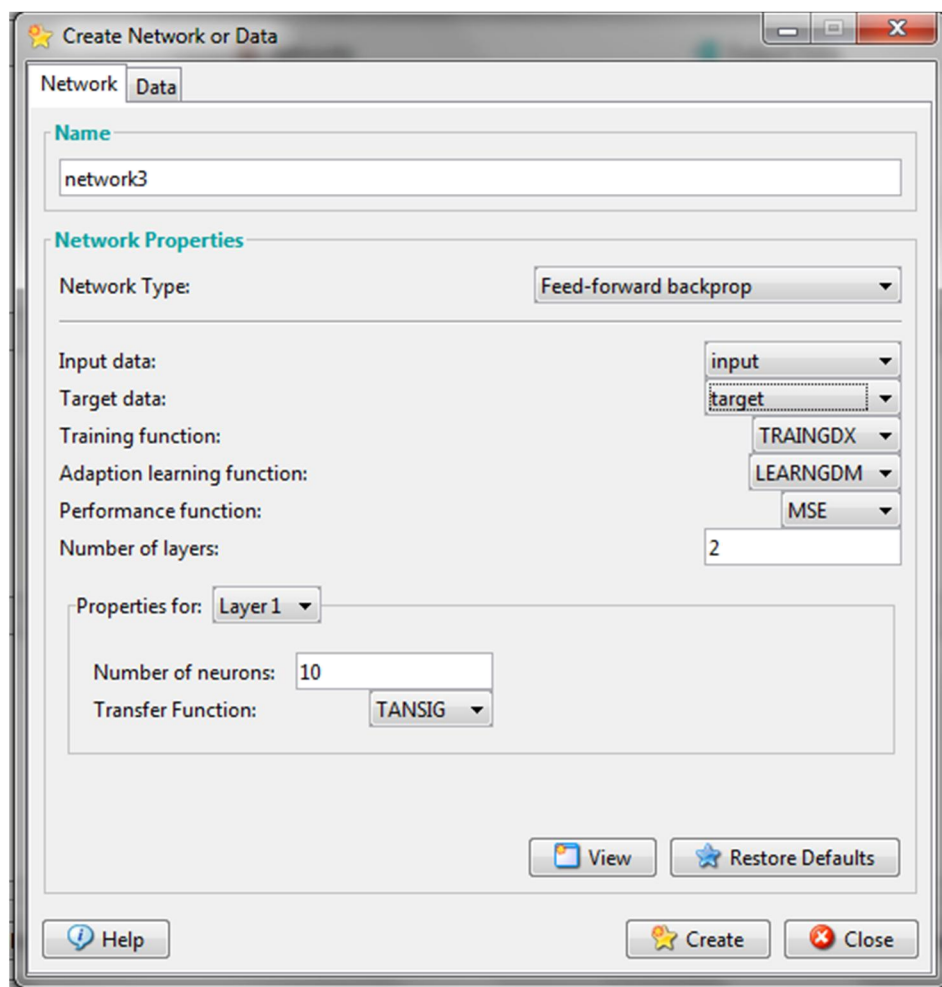 Create Network or Data
Network Data
Name
network3
Network Properties
Network Type: Feed-forward backprop
Input data: input
Target data: target
Training function: TRAINGDX
Adaption learning function: LEARNGDM
Performance function: MSE
Number of layers: 2
Properties for: Layer 1
Number of neurons: 10
Transfer Function: TANSIG
View Restore Defaults
Help Create Close